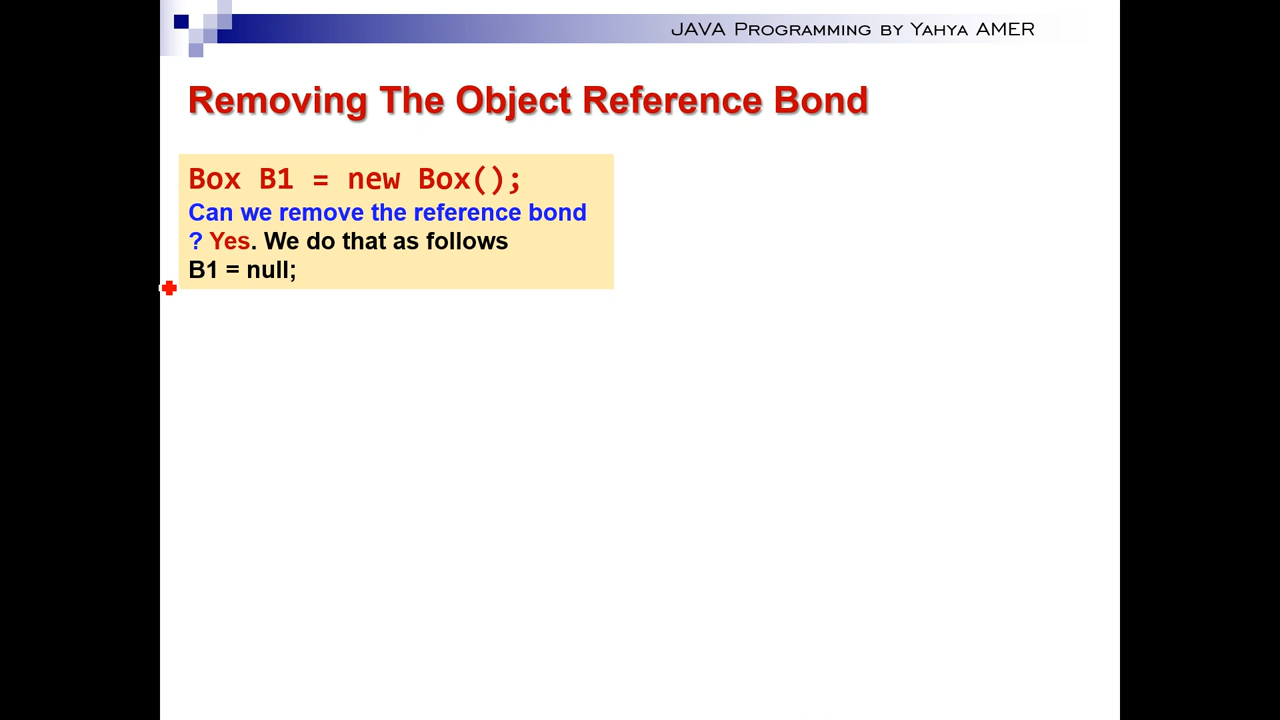 JAVA Programming by Yahya AMER
Removing The Object Reference Bond
Box B1 = new Box();
Can we remove the reference bond
? Yes. We do that as follows
B1 = null;